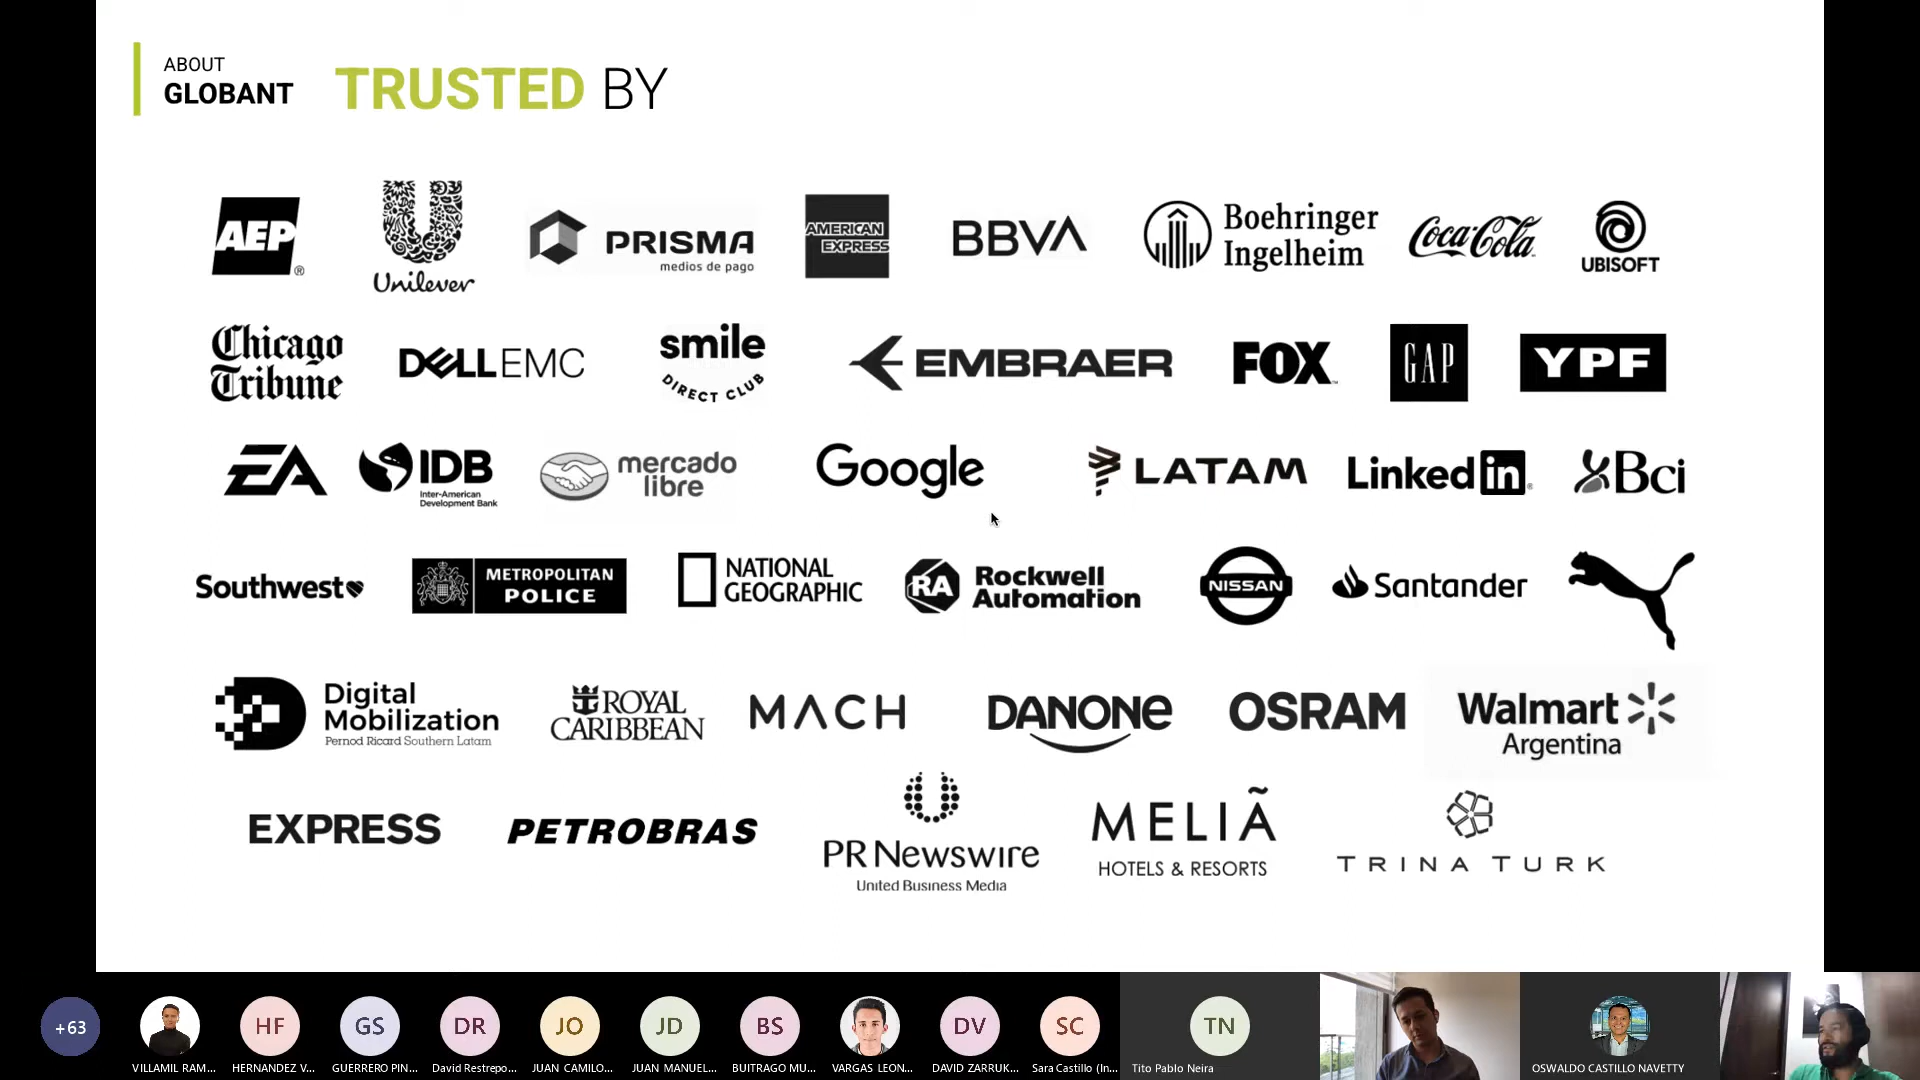 ABOUT
GLOBANT
TRUSTED BY
AEP
®
Unilever
PRISMA
medios de pago
AMERICAN
EXPRESS
BBVA
Boehringer
Ingelheim
Coca-Cola
UBISOFT
Chicago
Tribune
DELLEMC
smile
DIRECT CLUB
EMBRAER
FOX™
GAP
YPF
EA
IDB
Inter-American
Development Bank
mercado
libre
Google
LATAM
Linkedin®
Bci
Southwest
METROPOLITAN
POLICE
NATIONAL
GEOGRAPHIC
RA
Rockwell
Automation
NISSAN
Santander
Digital
Mobilization
Pernod Ricard Southern Latam
ROYAL
CARIBBEAN
MACH
DANONE
OSRAM
Walmart
Argentina
EXPRESS
PETROBRAS
PR Newswire
United Business Media
MELIÃ
HOTELS & RESORTS
TRINA TURK
+63
HF
GS
DR
JO
JD
BS
DV
SC
TN
VILLAMIL RAM...
HERNANDEZ V...
GUERRERO PIN...
David Restrepo...
JUAN CAMILO...
JUAN MANUEL...
BUITRAGO MU...
VARGAS LEON...
DAVID ZARRUK...
Sara Castillo (In...
Tito Pablo Neira
OSWALDO CASTILLO NAVETTY